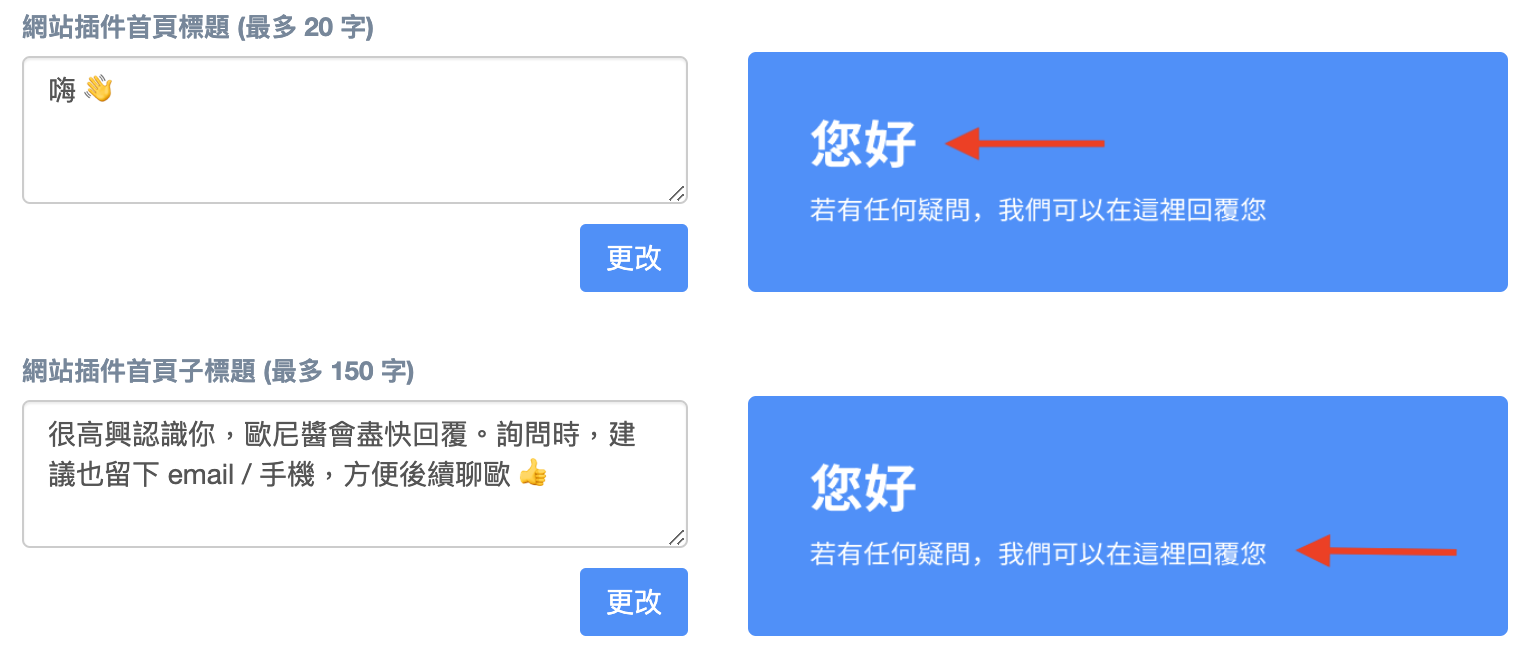 網站插件首頁標題 (最多 20 字)
嗨 👋
您好
若有任何疑問，我們可以在這裡回覆您
更改
網站插件首頁子標題 (最多 150 字)
很高興認識你，歐尼醬會盡快回覆。詢問時，建
議也留下 email / 手機，方便後續聊歐 👍
您好
若有任何疑問，我們可以在這裡回覆您
更改